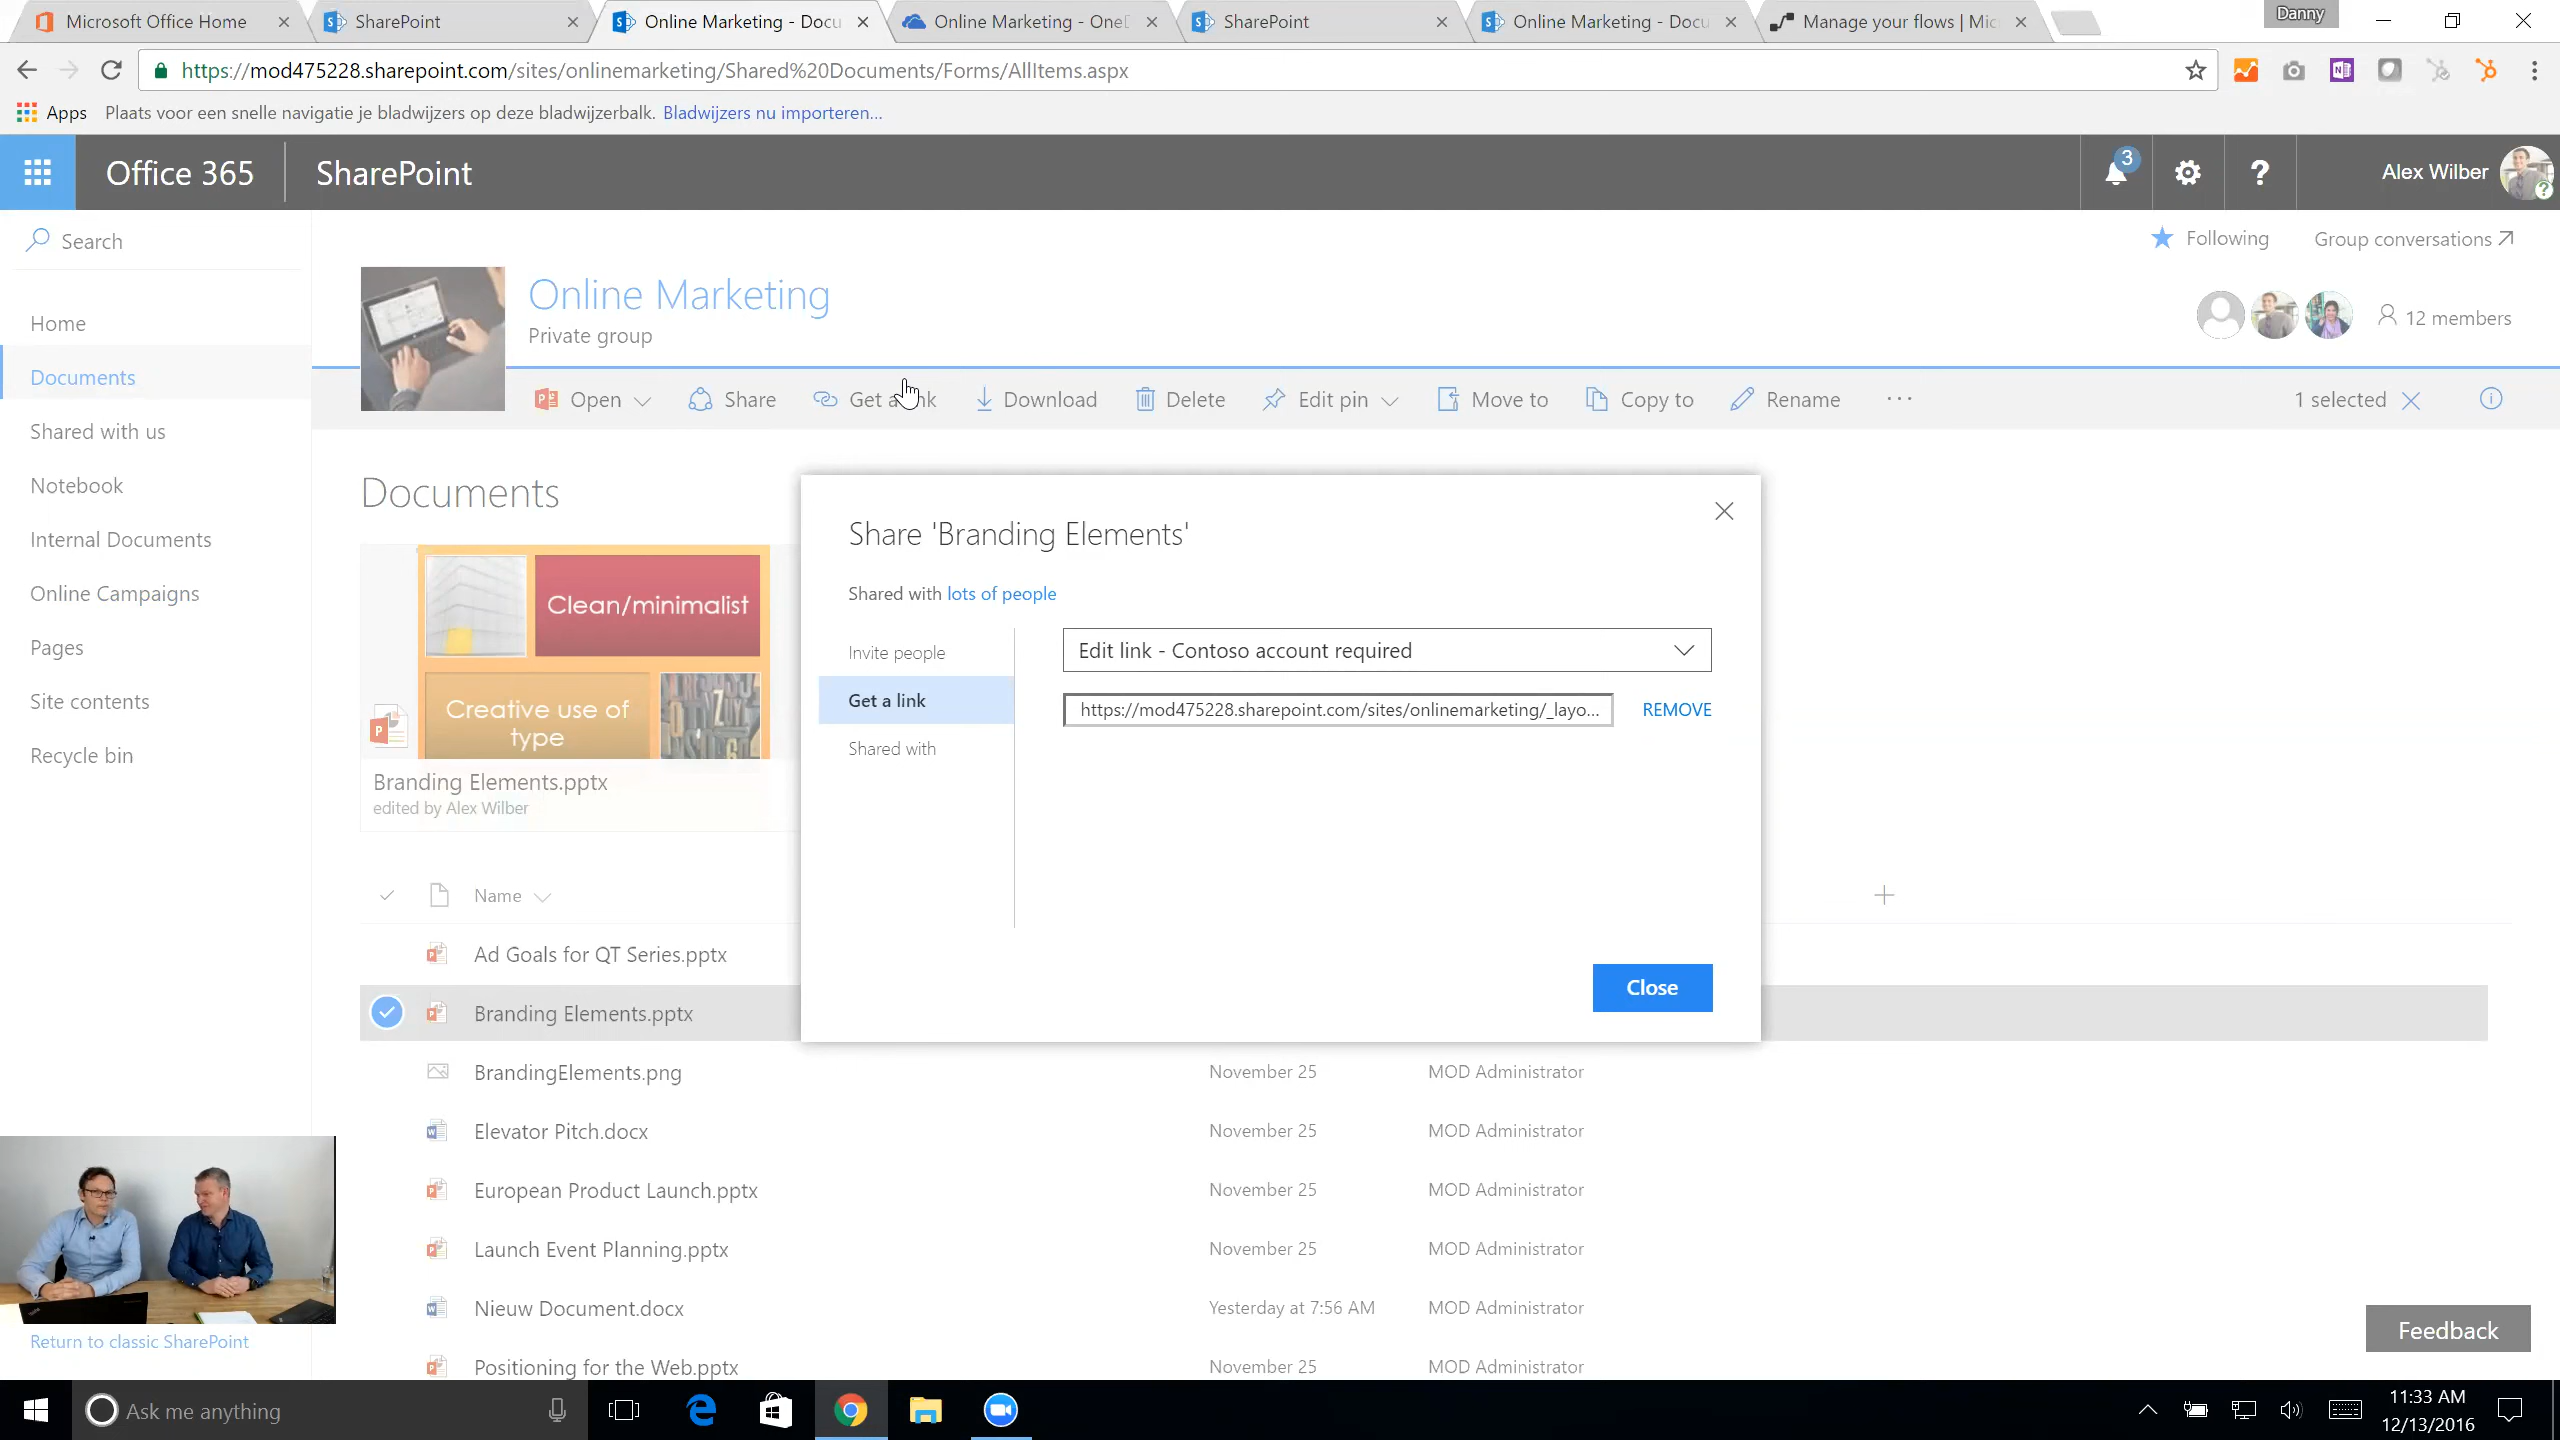 Microsoft Office Home
SharePoint
Online Marketing - Docu
Online Marketing - OneD
SharePoint
Online Marketing - Docu
Manage your flows | Mic
Danny
https://mod475228.sharepoint.com/sites/onlinemarketing/Shared%20Documents/Forms/AllItems.aspx
Apps Plaats voor een snelle navigatie je bladwijzers op deze bladwijzerbalk. Bladwijzers nu importeren...
Office 365 SharePoint
3
? Alex Wilber
Search
Following Group conversations
Online Marketing
Private group
12 members
Home
Documents
Shared with us
Notebook
Internal Documents
Online Campaigns
Pages
Site contents
Recycle bin
Return to classic SharePoint
Open Share Get a link Download Delete Edit pin Move to Copy to Rename ... 1 selected
Documents
Clean/minimalist
Creative use of
type
Branding Elements.pptx
edited by Alex Wilber
Share 'Branding Elements'
Shared with lots of people
Invite people
Get a link
Shared with
Edit link - Contoso account required
https://mod475228.sharepoint.com/sites/onlinemarketing/_layo... REMOVE
Close
Name
Ad Goals for QT Series.pptx
Branding Elements.pptx
BrandingElements.png November 25 MOD Administrator
Elevator Pitch.docx November 25 MOD Administrator
European Product Launch.pptx November 25 MOD Administrator
Launch Event Planning.pptx November 25 MOD Administrator
Nieuw Document.docx Yesterday at 7:56 AM MOD Administrator
Positioning for the Web.pptx November 25 MOD Administrator
Feedback
Ask me anything
11:33 AM
12/13/2016